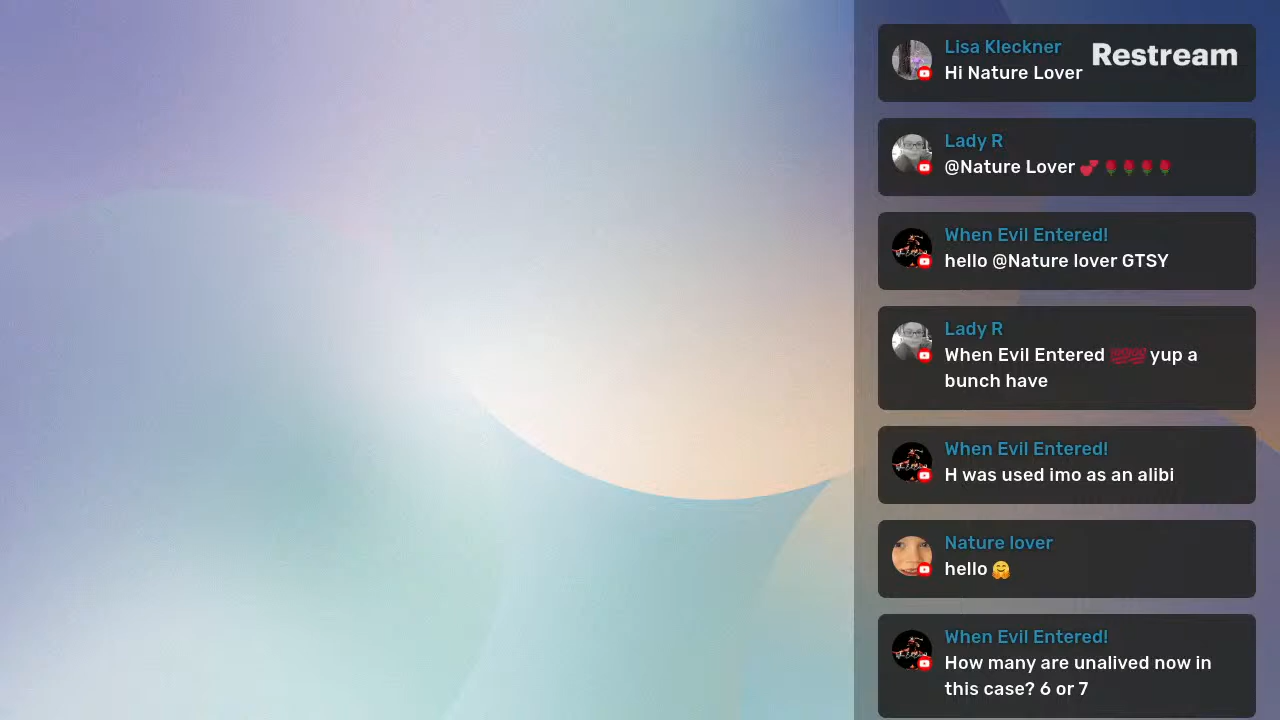 Lisa Kleckner
Restream
Hi Nature Lover
Lady R
@Nature Lover 💕🌹🌹🌹🌹
When Evil Entered!
hello @Nature lover GTSY
Lady R
When Evil Entered 💯💯 yup a
bunch have
When Evil Entered!
H was used imo as an alibi
Nature lover
hello 🤗
When Evil Entered!
How many are unalived now in
this case? 6 or 7